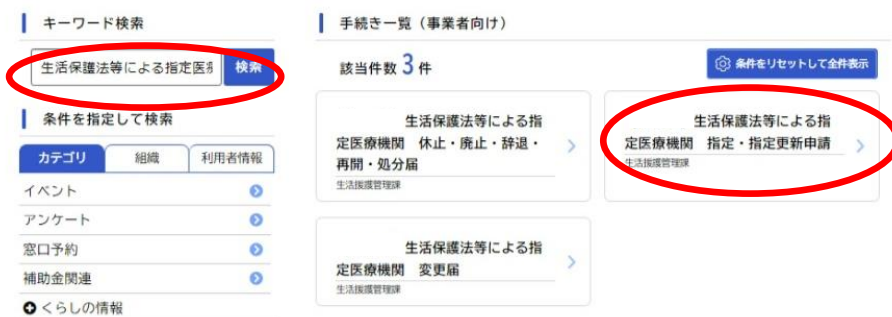 キーワード検索
生活保護法等による指定医療
検索
条件を指定して検索
カテゴリ
組織
利用者情報
イベント
アンケート
窓口予約
補助金関連
くらしの情報
手続き一覧（事業者向け）
該当件数 3 件
条件をリセットして全件表示
生活保護法等による指
定医療機関 休止・廃止・辞退・
再開・処分届
生活援護管理課
生活保護法等による指
定医療機関 指定・指定更新申請
生活援護管理課
生活保護法等による指
定医療機関 変更届
生活援護管理課